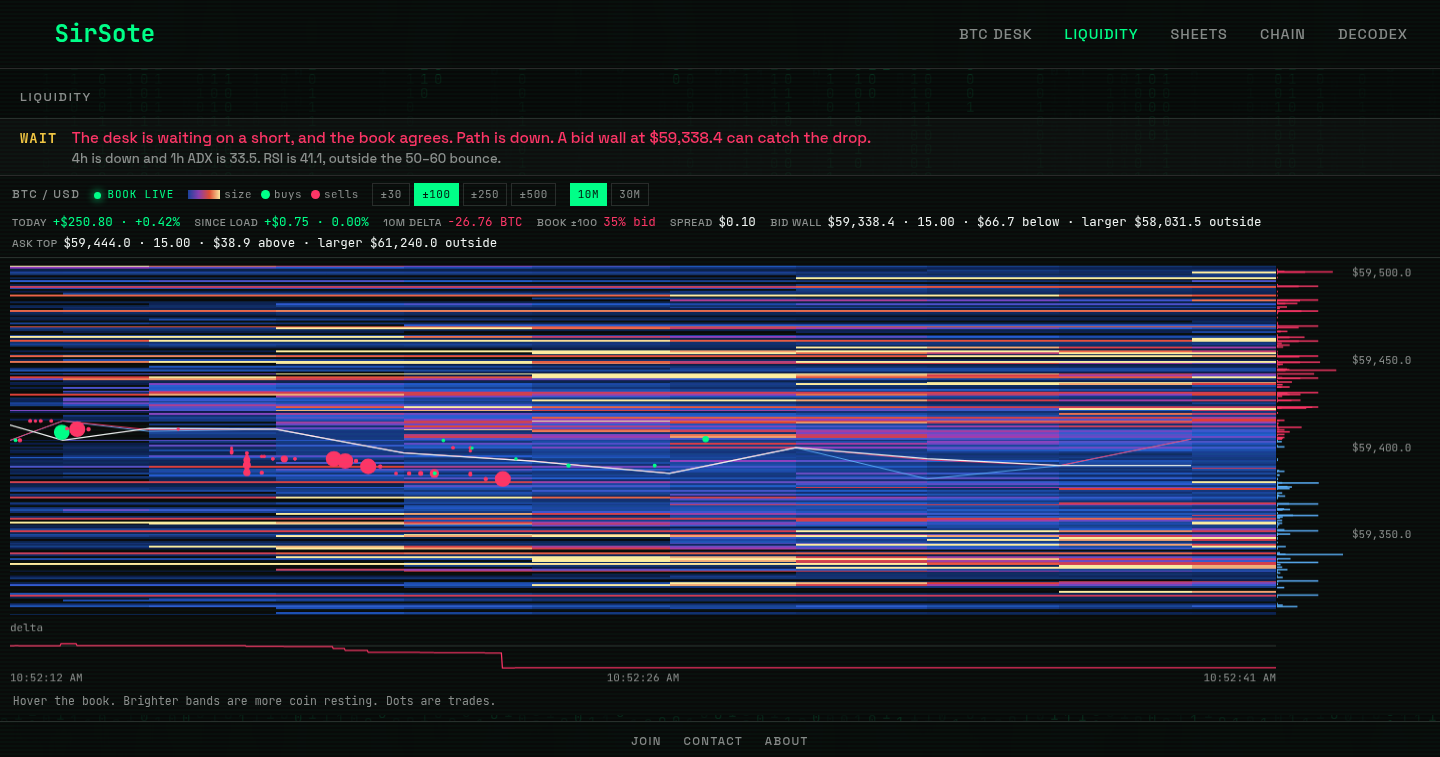 SirSote
BTC DESK LIQUIDITY SHEETS CHAIN DECODEX
LIQUIDITY
WAIT The desk is waiting on a short, and the book agrees. Path is down. A bid wall at $59,338.4 can catch the drop.
4h is down and 1h ADX is 33.5. RSI is 41.1, outside the 50–60 bounce.
BTC / USD BOOK LIVE size buys sells ±30 ±100 ±250 ±500 10M 30M
TODAY +$250.80 · +0.42% SINCE LOAD +$0.75 · 0.00% 10M DELTA -26.76 BTC BOOK ±100 35% bid SPREAD $0.10 BID WALL $59,338.4 · 15.00 · $66.7 below · larger $58,031.5 outside
ASK TOP $59,444.0 · 15.00 · $38.9 above · larger $61,240.0 outside
$59,500.0
$59,450.0
$59,400.0
$59,350.0
delta
10:52:12 AM 10:52:26 AM 10:52:41 AM
Hover the book. Brighter bands are more coin resting. Dots are trades.
JOIN CONTACT ABOUT